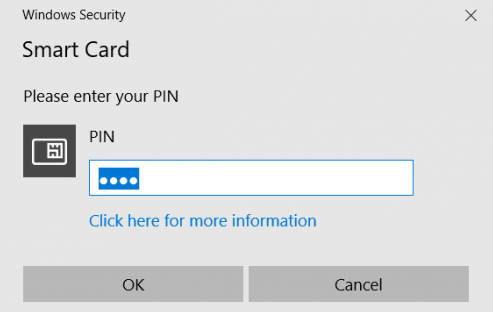 Windows Security
Smart Card
Please enter your PIN
PIN
●●●●
Click here for more information
OK
Cancel